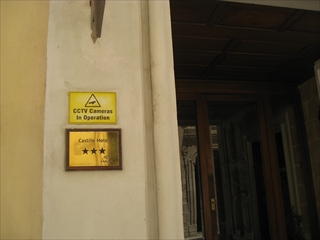 CCTV Cameras
In Operation
Castille Hotel
★★★